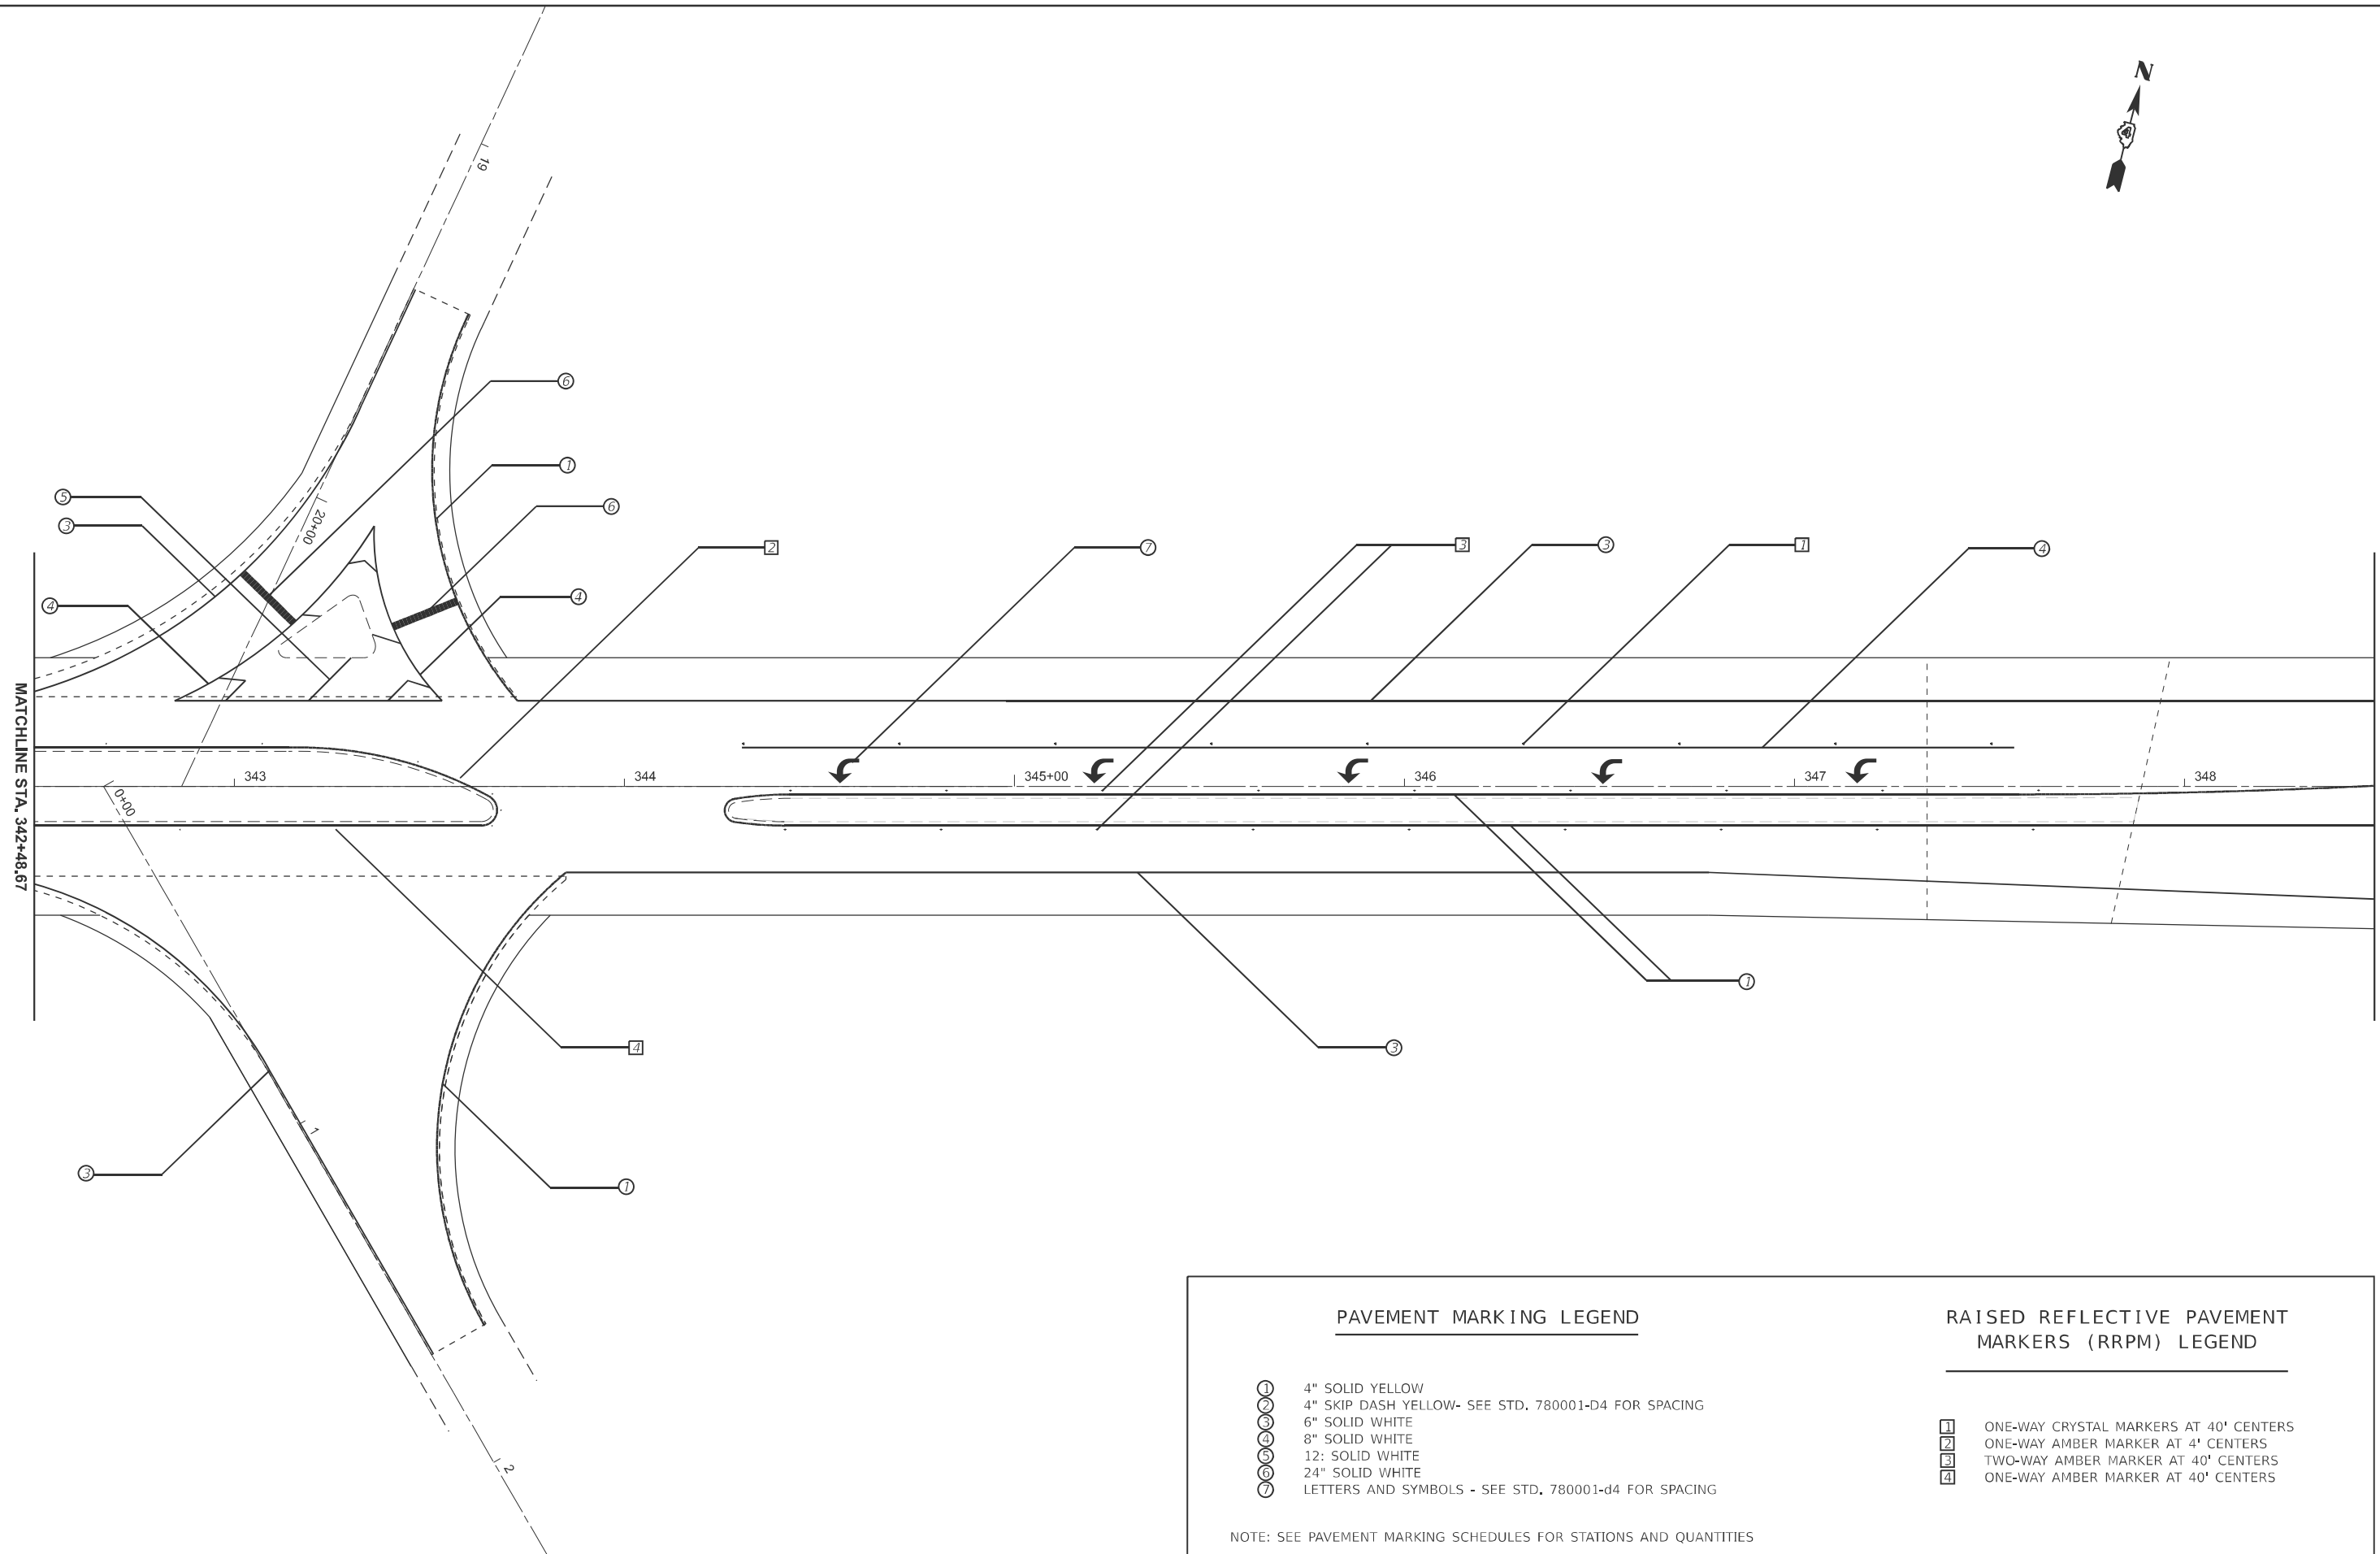 N
4
19
6
1
5
6
3
20+00
2
7
3
3
1
4
4
4
MATCHLINE STA. 342+48.67
343
344
345+00
346
347
348
0+00
1
4
3
1
3
1
2
PAVEMENT MARKING LEGEND
1 4" SOLID YELLOW
2 4" SKIP DASH YELLOW- SEE STD. 780001-D4 FOR SPACING
3 6" SOLID WHITE
4 8" SOLID WHITE
5 12: SOLID WHITE
6 24" SOLID WHITE
7 LETTERS AND SYMBOLS - SEE STD. 780001-d4 FOR SPACING
NOTE: SEE PAVEMENT MARKING SCHEDULES FOR STATIONS AND QUANTITIES
RAISED REFLECTIVE PAVEMENT
MARKERS (RRPM) LEGEND
1 ONE-WAY CRYSTAL MARKERS AT 40' CENTERS
2 ONE-WAY AMBER MARKER AT 4' CENTERS
3 TWO-WAY AMBER MARKER AT 40' CENTERS
4 ONE-WAY AMBER MARKER AT 40' CENTERS